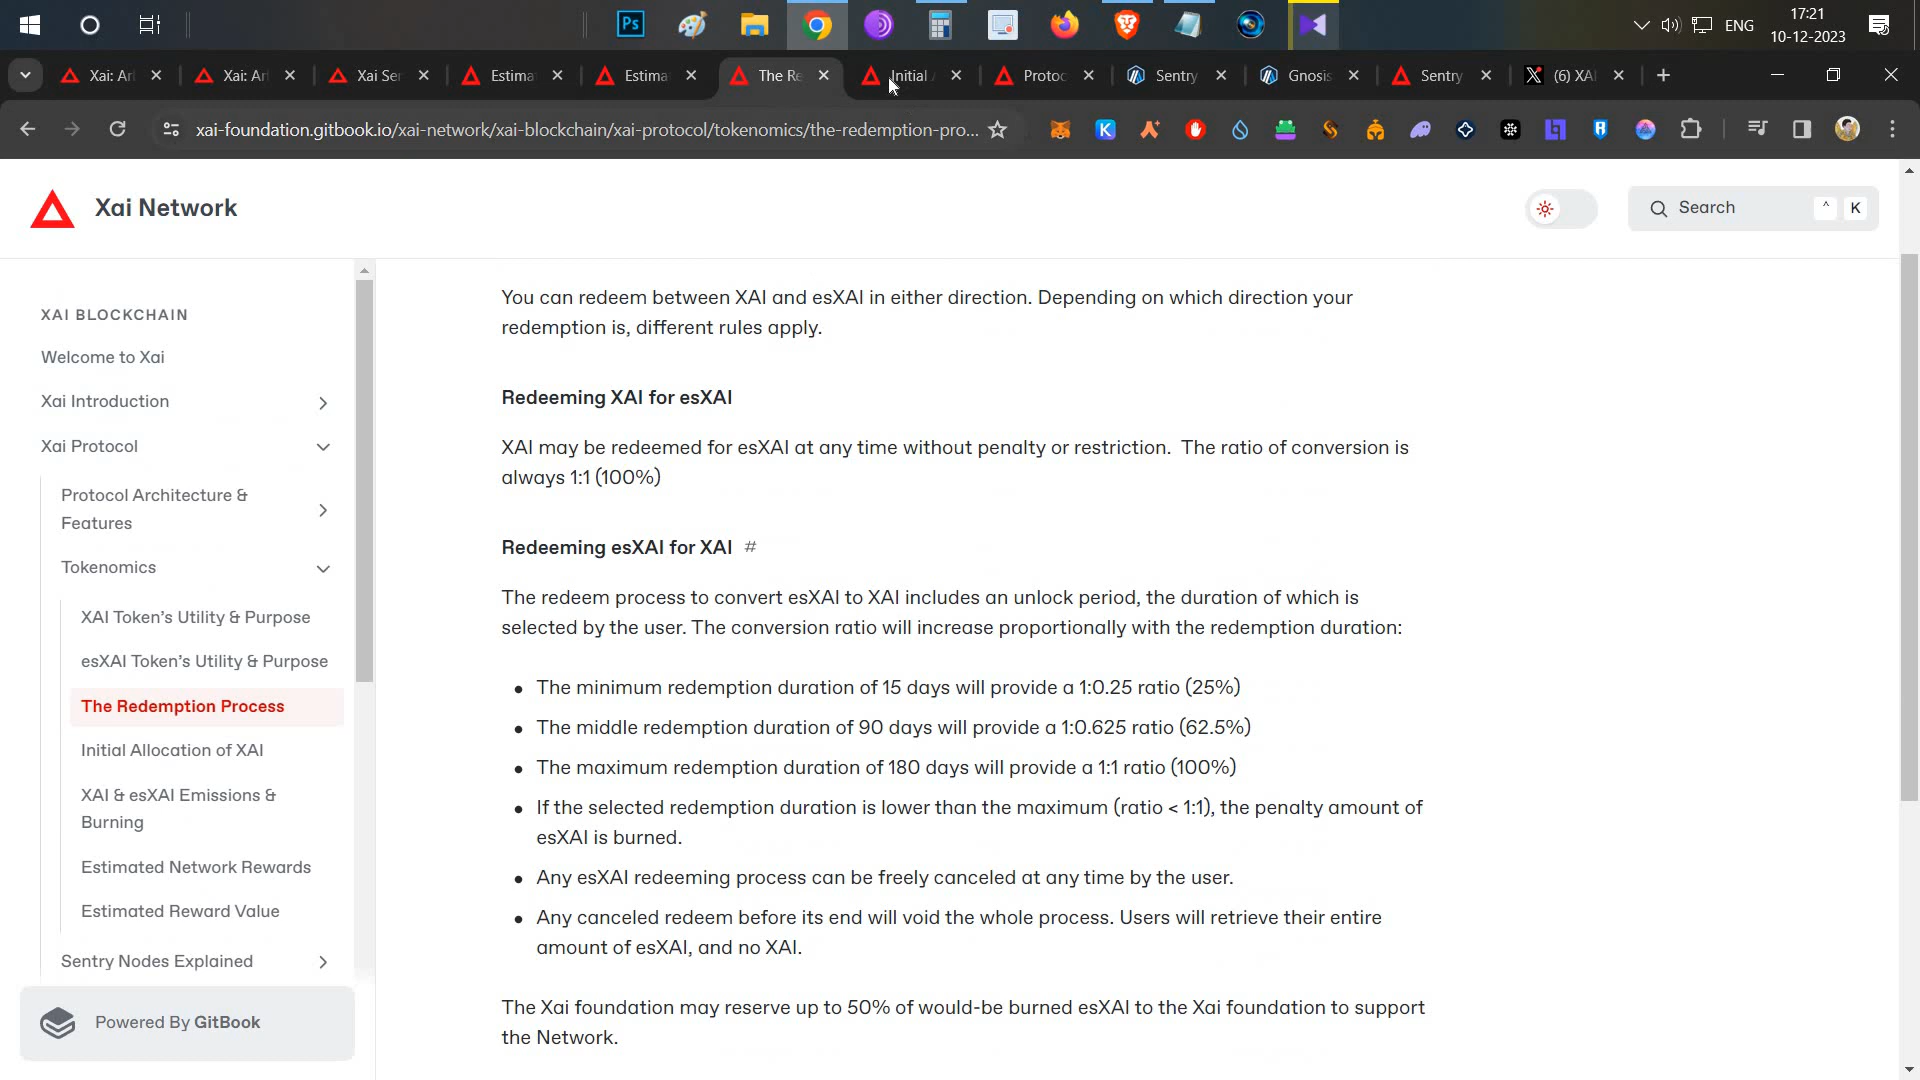 Ps
ENG
17:21
10-12-2023
Xai: Ar
Xai: Ar
Xai Ser
Estima
Estima
The Re
Initial
Protoc
Sentry
Gnosis
Sentry
(6) XAI
xai-foundation.gitbook.io/xai-network/xai-blockchain/xai-protocol/tokenomics/the-redemption-pro...
Xai Network
Search
^ K
XAI BLOCKCHAIN
Welcome to Xai
Xai Introduction
Xai Protocol
Protocol Architecture &
Features
Tokenomics
XAI Token's Utility & Purpose
esXAI Token's Utility & Purpose
The Redemption Process
Initial Allocation of XAI
XAI & esXAI Emissions &
Burning
Estimated Network Rewards
Estimated Reward Value
Sentry Nodes Explained
Powered By GitBook
You can redeem between XAI and esXAI in either direction. Depending on which direction your
redemption is, different rules apply.
Redeeming XAI for esXAI
XAI may be redeemed for esXAI at any time without penalty or restriction. The ratio of conversion is
always 1:1 (100%)
Redeeming esXAI for XAI #
The redeem process to convert esXAI to XAI includes an unlock period, the duration of which is
selected by the user. The conversion ratio will increase proportionally with the redemption duration:
• The minimum redemption duration of 15 days will provide a 1:0.25 ratio (25%)
• The middle redemption duration of 90 days will provide a 1:0.625 ratio (62.5%)
• The maximum redemption duration of 180 days will provide a 1:1 ratio (100%)
• If the selected redemption duration is lower than the maximum (ratio < 1:1), the penalty amount of
esXAI is burned.
• Any esXAI redeeming process can be freely canceled at any time by the user.
• Any canceled redeem before its end will void the whole process. Users will retrieve their entire
amount of esXAI, and no XAI.
The Xai foundation may reserve up to 50% of would-be burned esXAI to the Xai foundation to support
the Network.